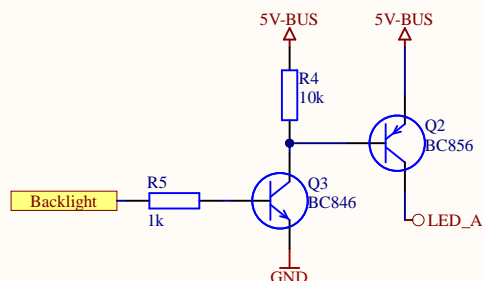 5V-BUS
5V-BUS
R4
10k
Q2
BC856
R5
Q3
BC846
Backlight
1k
LED_A
GND